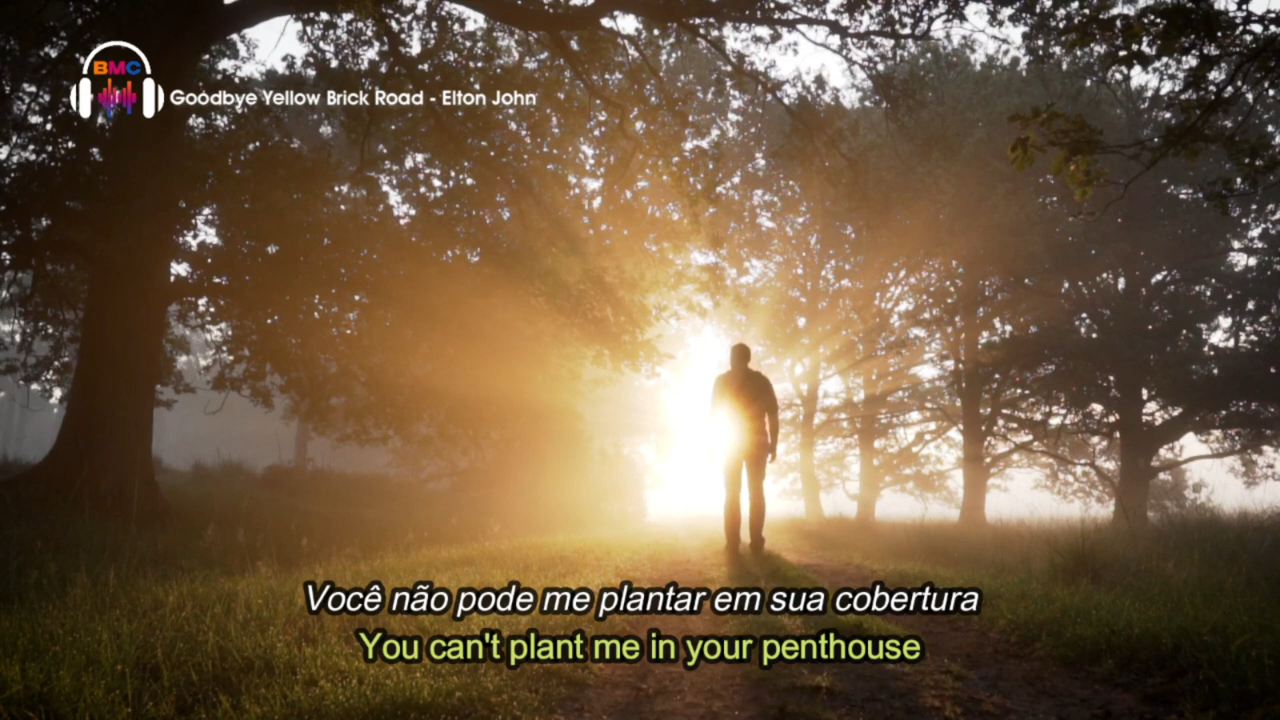 BMC
Goodbye Yellow Brick Road - Elton John
Você não pode me plantar em sua cobertura
You can't plant me in your penthouse